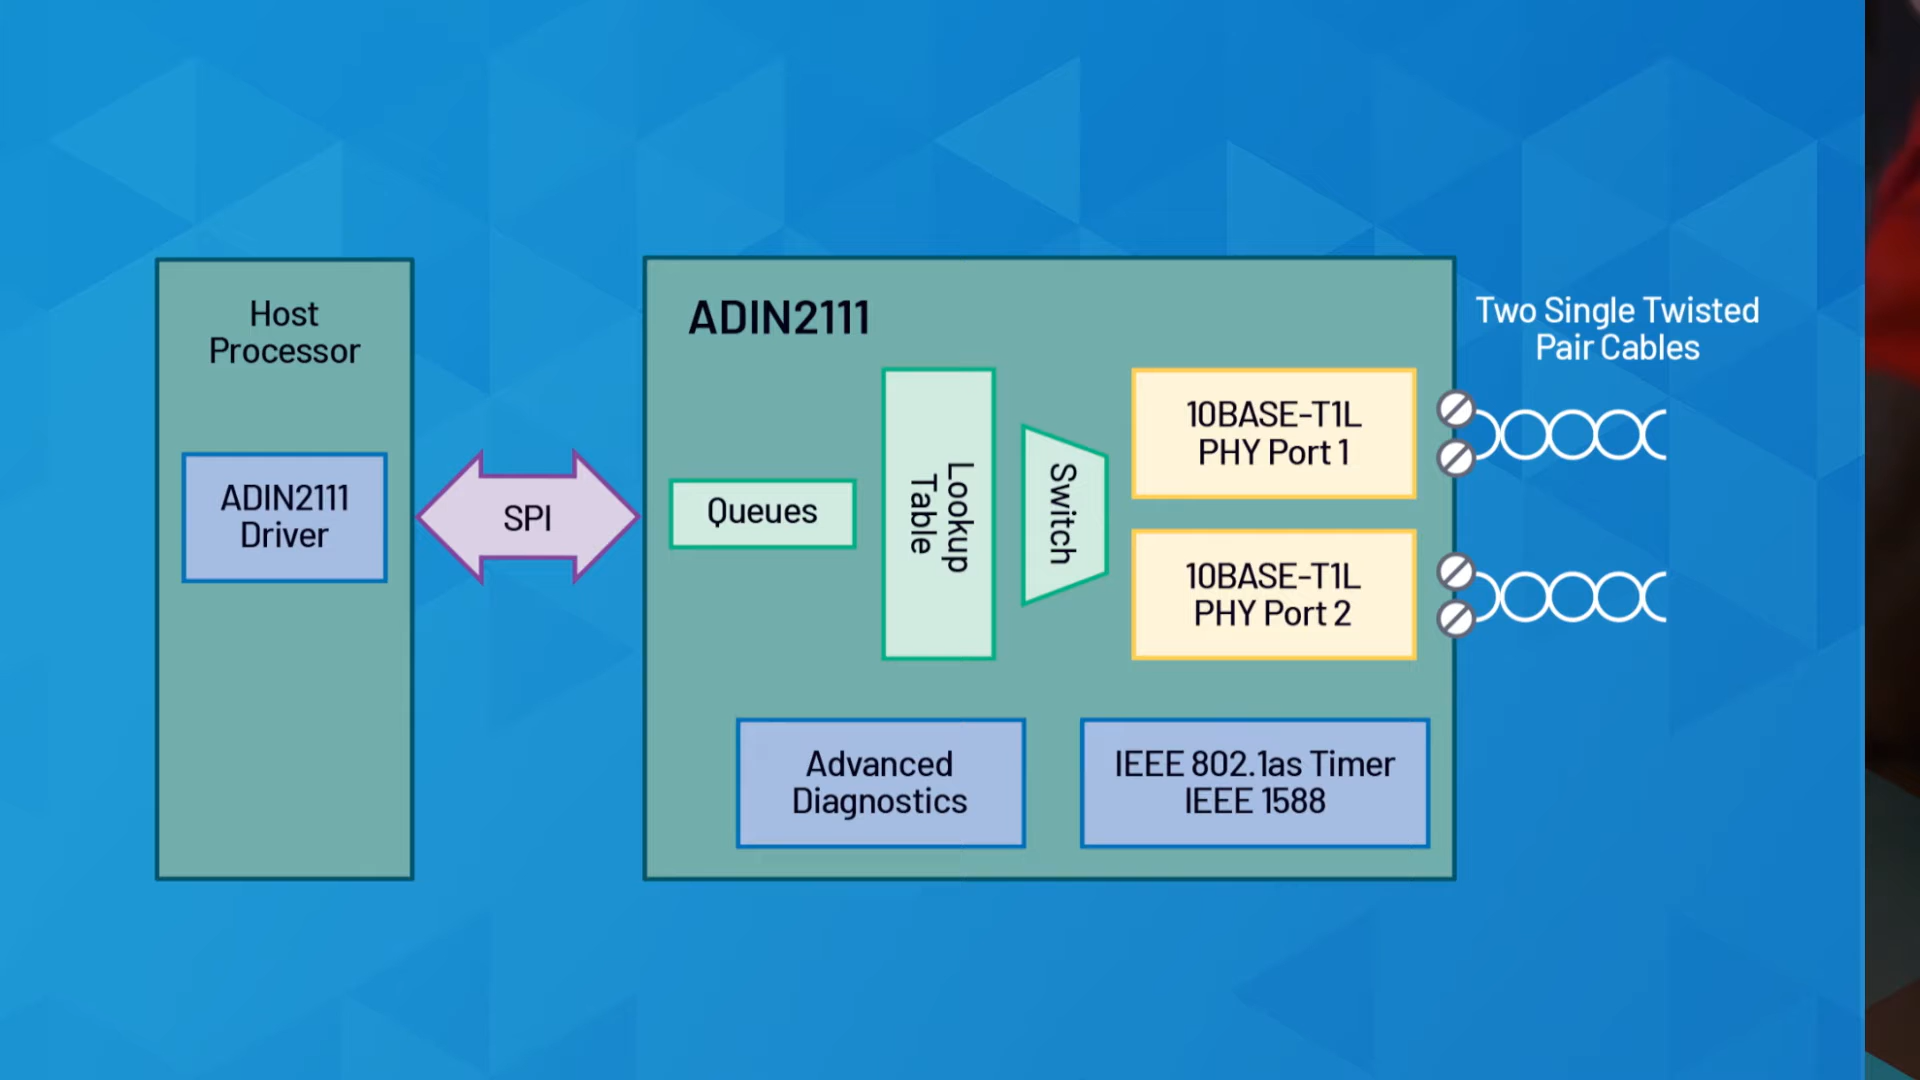 Host
Processor
ADIN2111
Driver
SPI
ADIN2111
Queues
Lookup
Table
Switch
10BASE-T1L
PHY Port 1
10BASE-T1L
PHY Port 2
Advanced
Diagnostics
IEEE 802.1as Timer
IEEE 1588
Two Single Twisted
Pair Cables